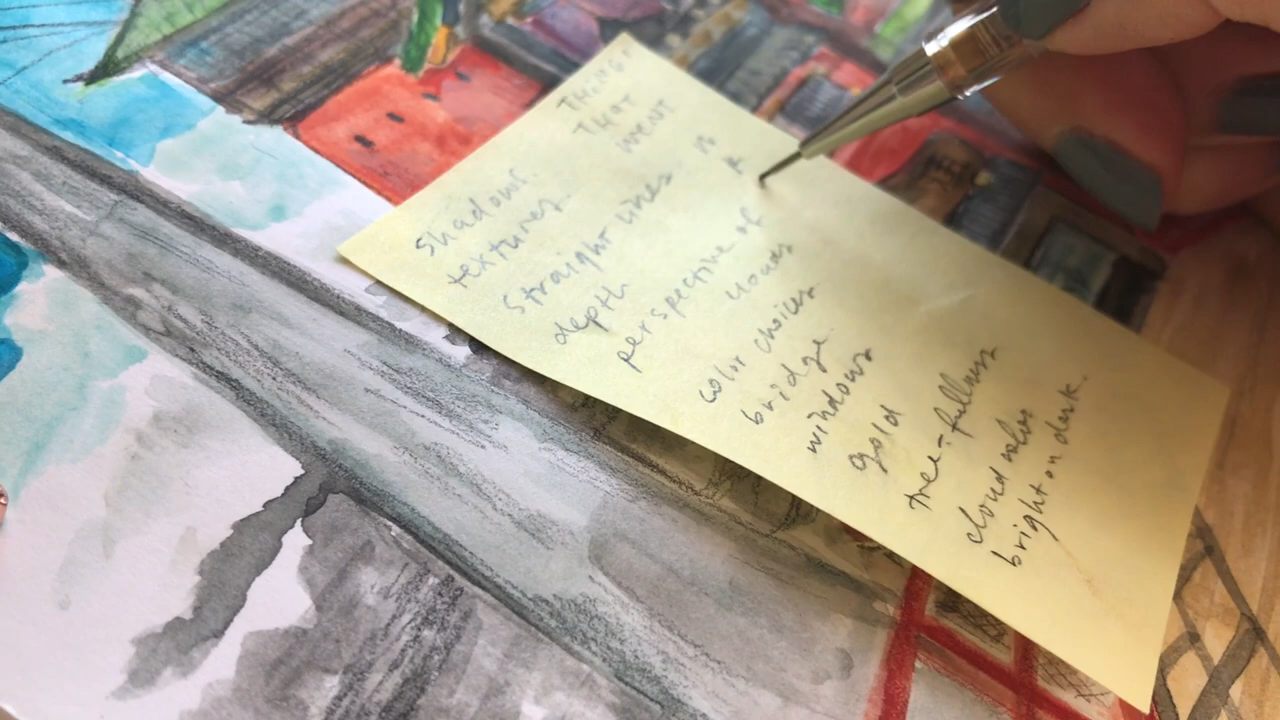 THINGS
THAT
WENT
shadows.
textures.
straight lines
depth
perspective of
clouds
color choices
bridge
windows
gold
tree-fullness
cloud color
bright on dark.